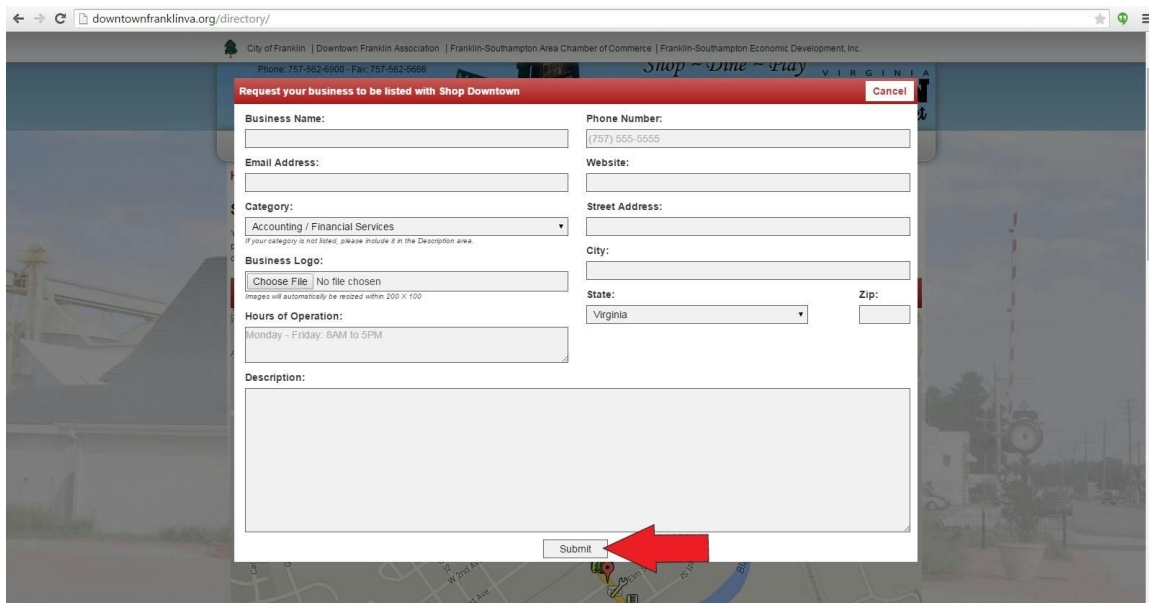 downtownfranklinva.org/directory/
City of Franklin | Downtown Franklin Association | Franklin-Southampton Area Chamber of Commerce | Franklin-Southampton Economic Development, Inc.
Phone: 757-562-6900 - Fax: 757-562-5666
Shop ~ Dine ~ Play
VIRGINIA
Request your business to be listed with Shop Downtown
Cancel
Business Name:
Phone Number:
(757) 555-5555
Email Address:
Website:
Category:
Street Address:
Accounting / Financial Services
If your category is not listed, please include it in the Description area.
City:
Business Logo:
Choose File No file chosen
Images will automatically be resized within 200 X 100
State:
Zip:
Virginia
Hours of Operation:
Monday - Friday: 8AM to 5PM
Description:
Submit
W 2nd Ave
Elm